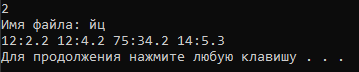 2
Имя файла: йц
12:2.2 12:4.2 75:34.2 14:5.3
Для продолжения нажмите любую клавишу . . .